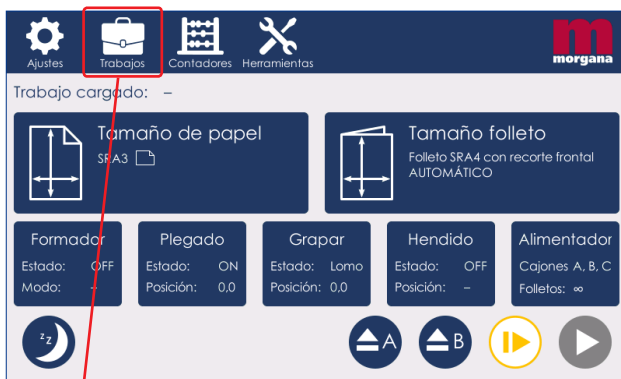 Ajustes
Trabajos
Contadores
Herramientas
morgana
Trabajo cargado: –
Tamaño de papel
SRA3
Tamaño folleto
Folleto SRA4 con recorte frontal
AUTOMÁTICO
Formador
Estado: OFF
Modo: –
Plegado
Estado: ON
Posición: 0,0
Grapar
Estado: Lomo
Posición: 0,0
Hendido
Estado: OFF
Posición: –
Alimentador
Cajones A, B, C
Folletos: ∞
z z
A
B